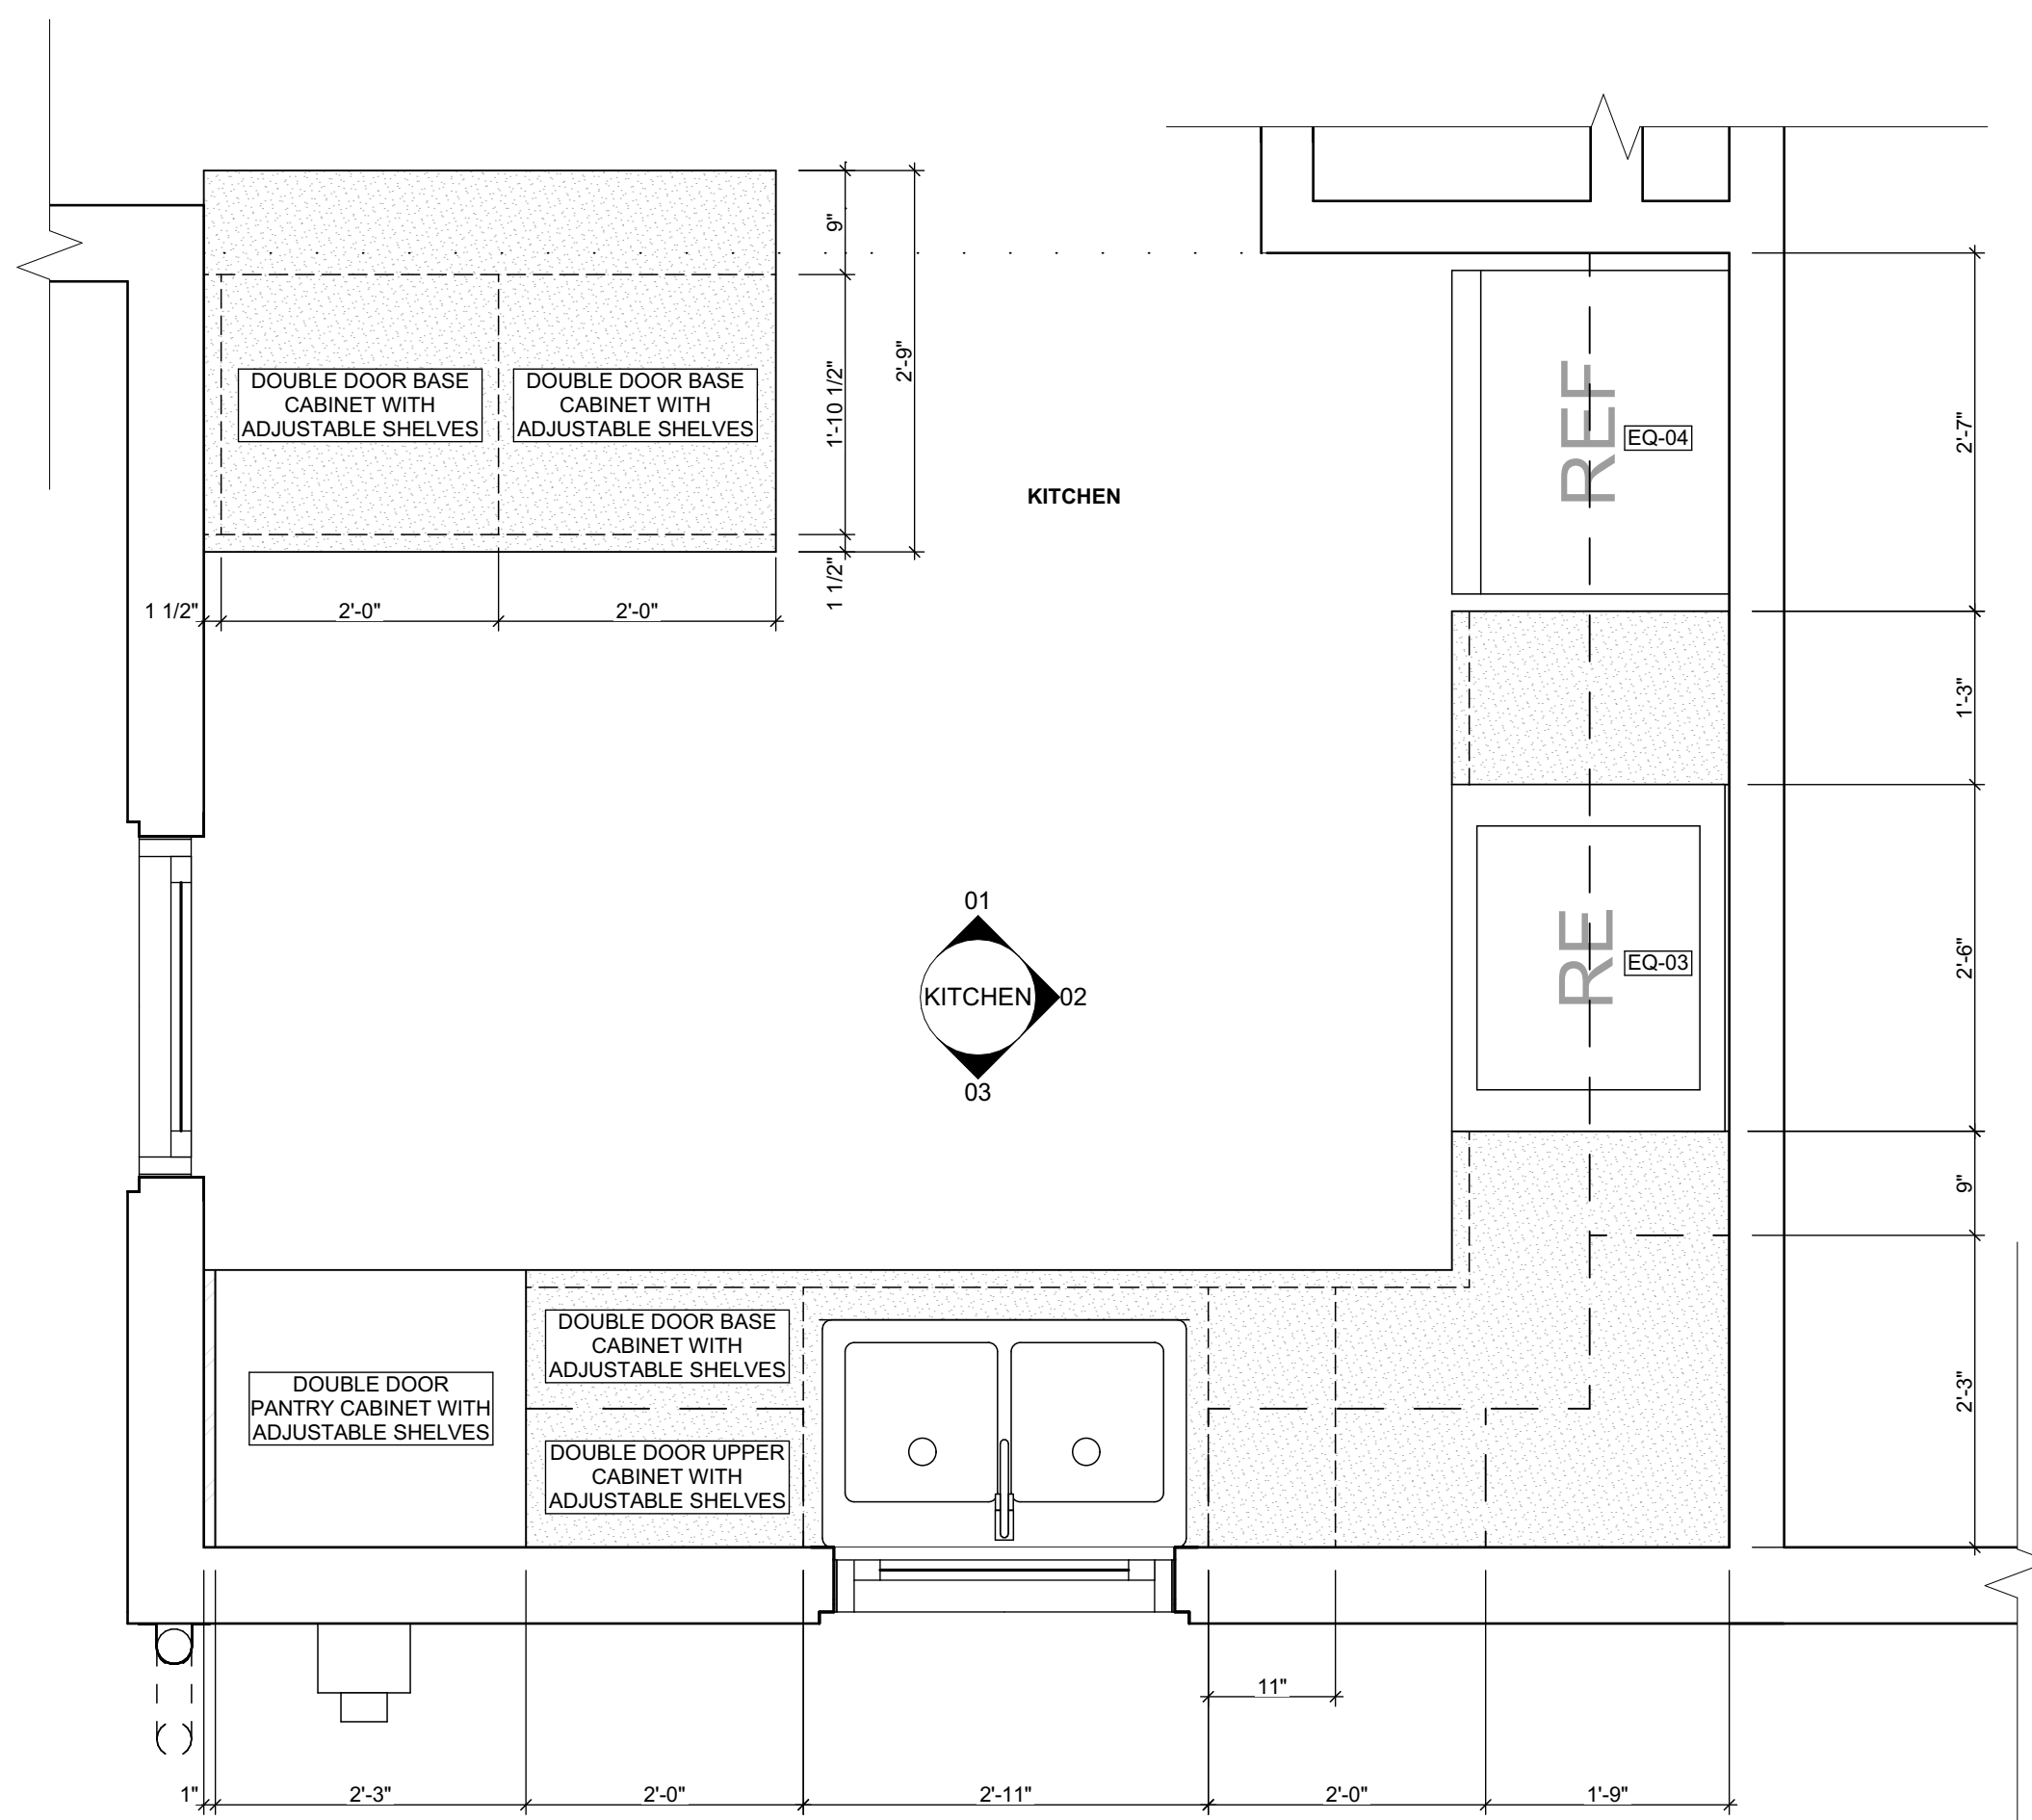 9"
2'-9"
1'-10 1/2"
1 1/2"
DOUBLE DOOR BASE
CABINET WITH
ADJUSTABLE SHELVES
DOUBLE DOOR BASE
CABINET WITH
ADJUSTABLE SHELVES
KITCHEN
REF
EQ-04
2'-7"
1 1/2"
2'-0"
2'-0"
1'-3"
01
KITCHEN
02
03
RE
EQ-03
2'-6"
9"
2'-3"
DOUBLE DOOR
PANTRY CABINET WITH
ADJUSTABLE SHELVES
DOUBLE DOOR BASE
CABINET WITH
ADJUSTABLE SHELVES
DOUBLE DOOR UPPER
CABINET WITH
ADJUSTABLE SHELVES
11"
1"
2'-3"
2'-0"
2'-11"
2'-0"
1'-9"